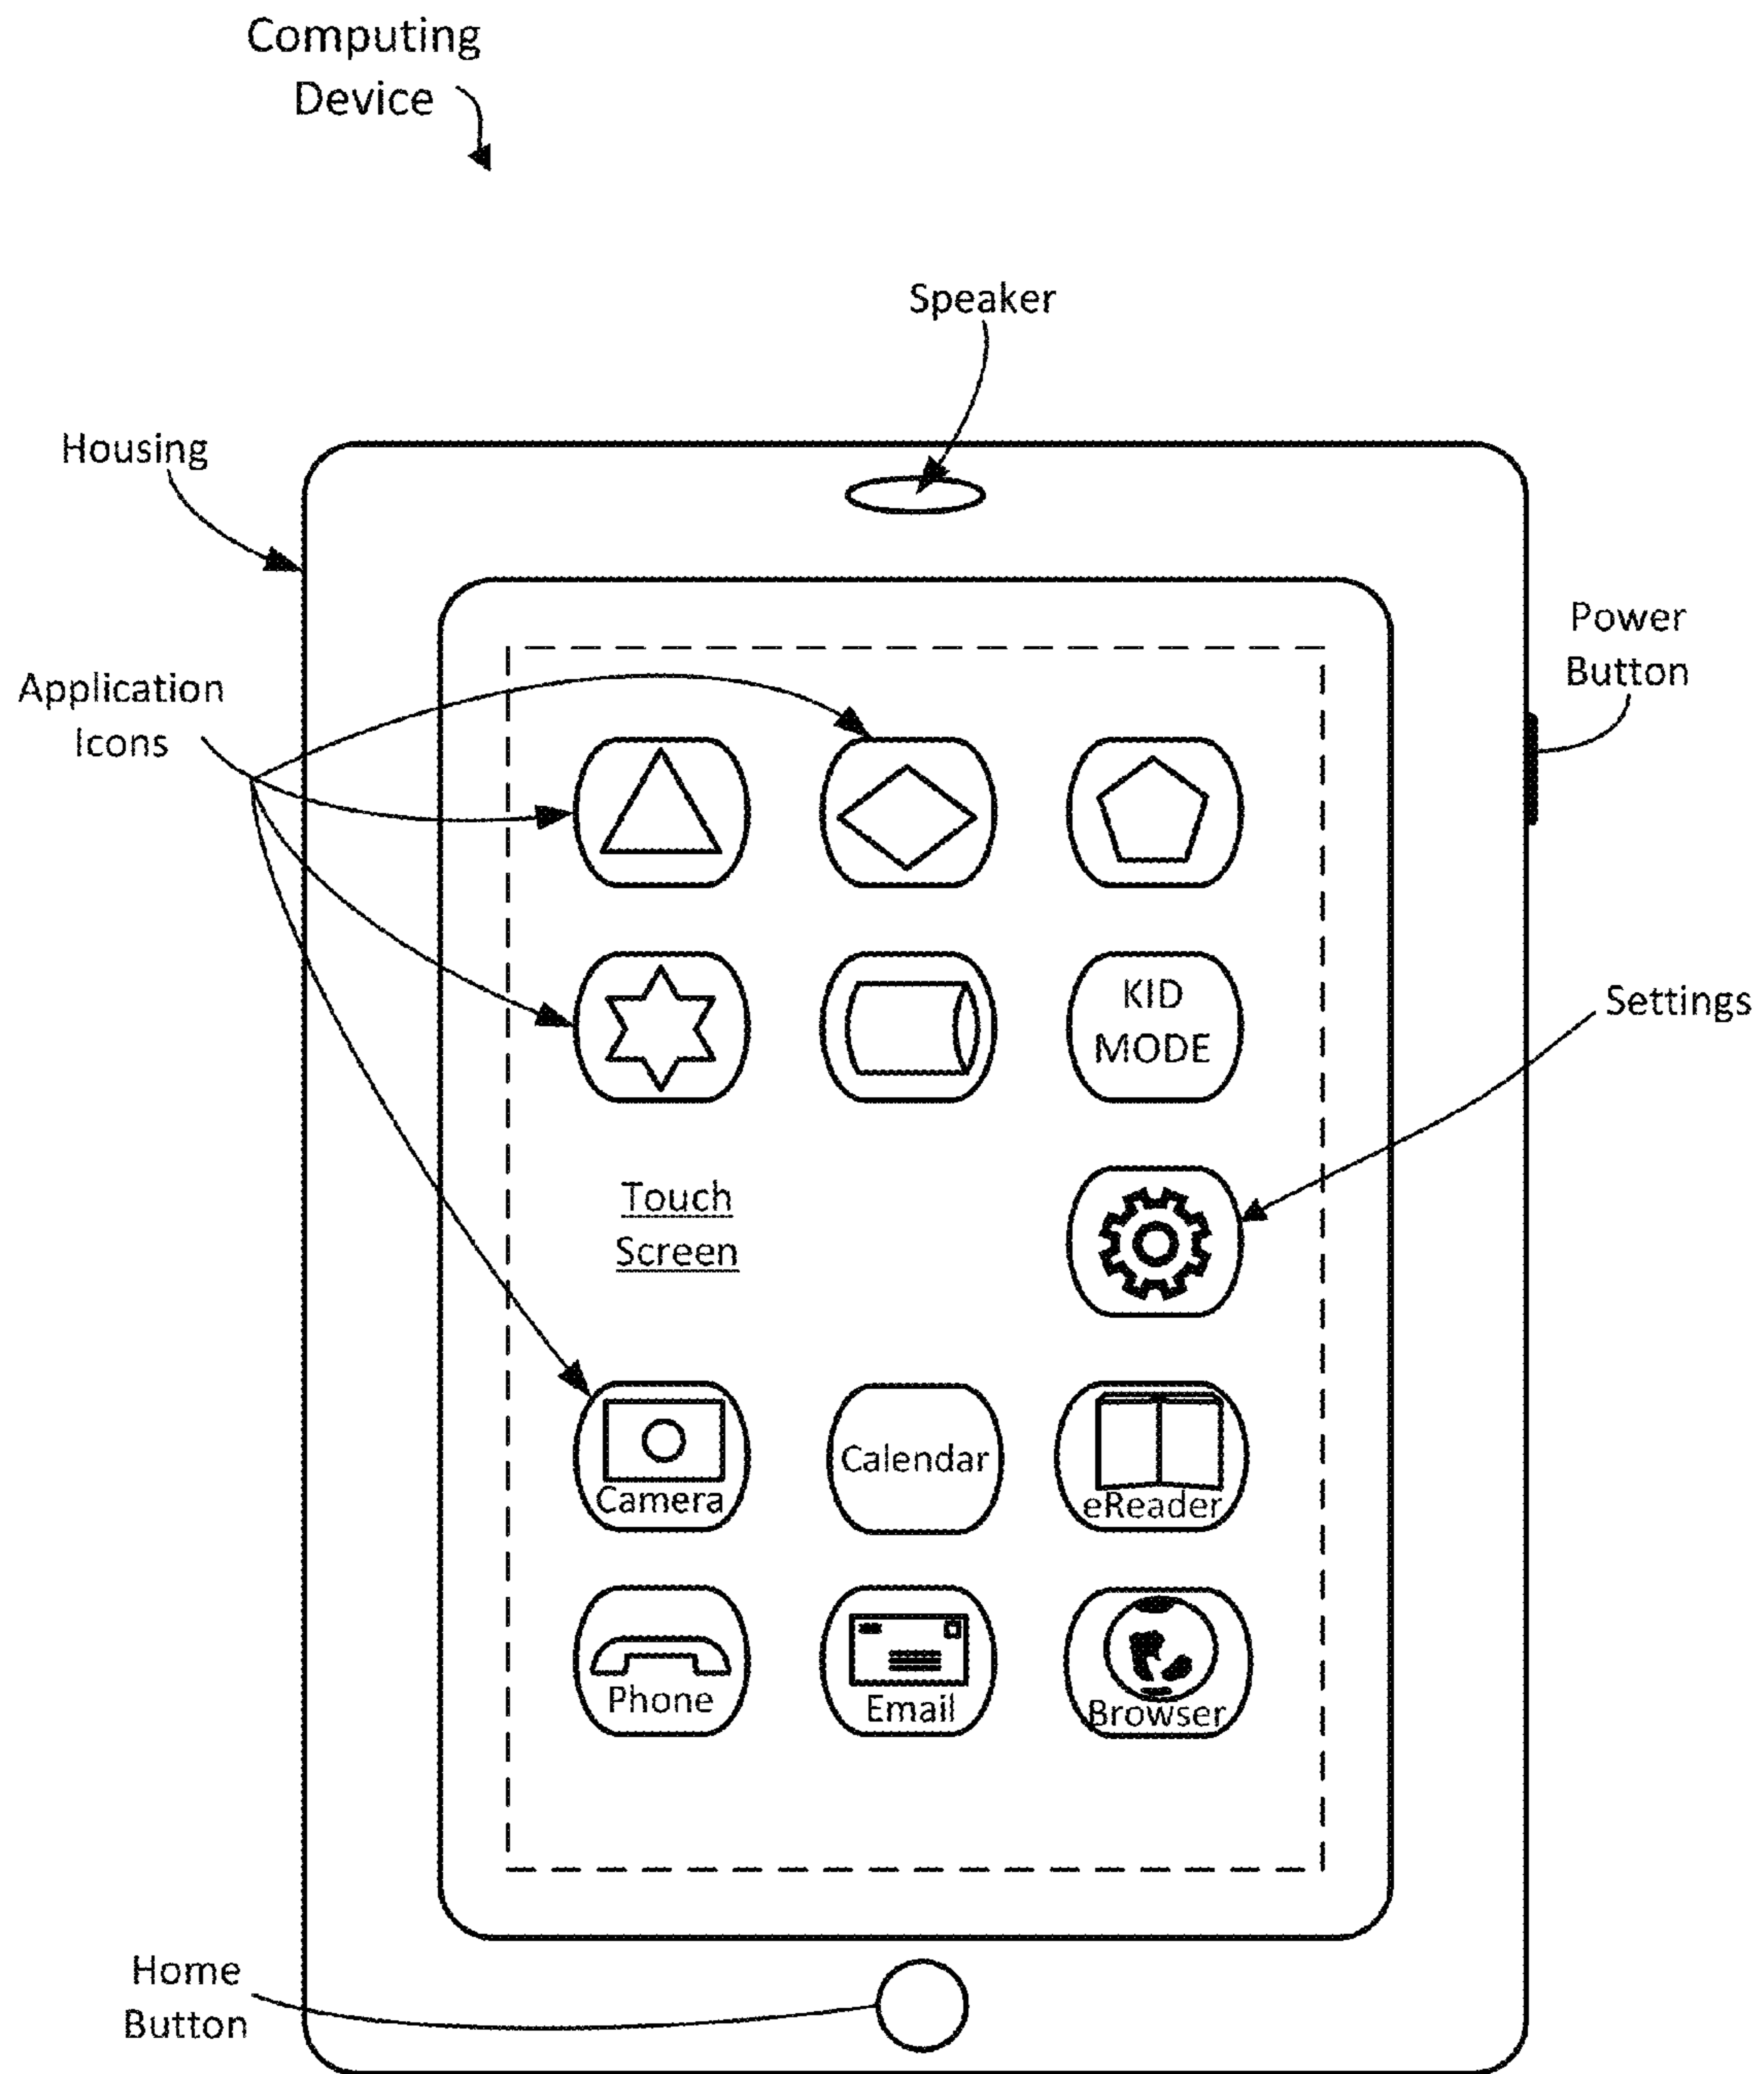 Computing
Device
Speaker
Housing
Power
Button
Application
Icons
KID
MODE
Settings
Touch
Screen
Camera
Calendar
eReader
Phone
Email
Browser
Home
Button